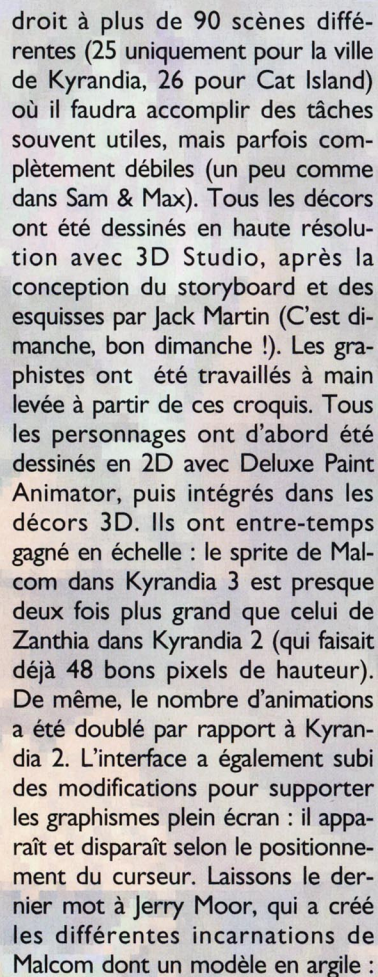 droit à plus de 90 scènes diffé-
rentes (25 uniquement pour la ville
de Kyrandia, 26 pour Cat Island)
où il faudra accomplir des tâches
souvent utiles, mais parfois com-
plètement débiles (un peu comme
dans Sam & Max). Tous les décors
ont été dessinés en haute résolu-
tion avec 3D Studio, après la
conception du storyboard et des
esquisses par Jack Martin (C'est di-
manche, bon dimanche !). Les gra-
phistes ont été travaillés à main
levée à partir de ces croquis. Tous
les personnages ont d'abord été
dessinés en 2D avec Deluxe Paint
Animator, puis intégrés dans les
décors 3D. Ils ont entre-temps
gagné en échelle : le sprite de Mal-
com dans Kyrandia 3 est presque
deux fois plus grand que celui de
Zanthia dans Kyrandia 2 (qui faisait
déjà 48 bons pixels de hauteur).
De même, le nombre d'animations
a été doublé par rapport à Kyran-
dia 2. L'interface a également subi
des modifications pour supporter
les graphismes plein écran : il appa-
raît et disparaît selon le positionne-
ment du curseur. Laissons le der-
nier mot à Jerry Moor, qui a créé
les différentes incarnations de
Malcom dont un modèle en argile :